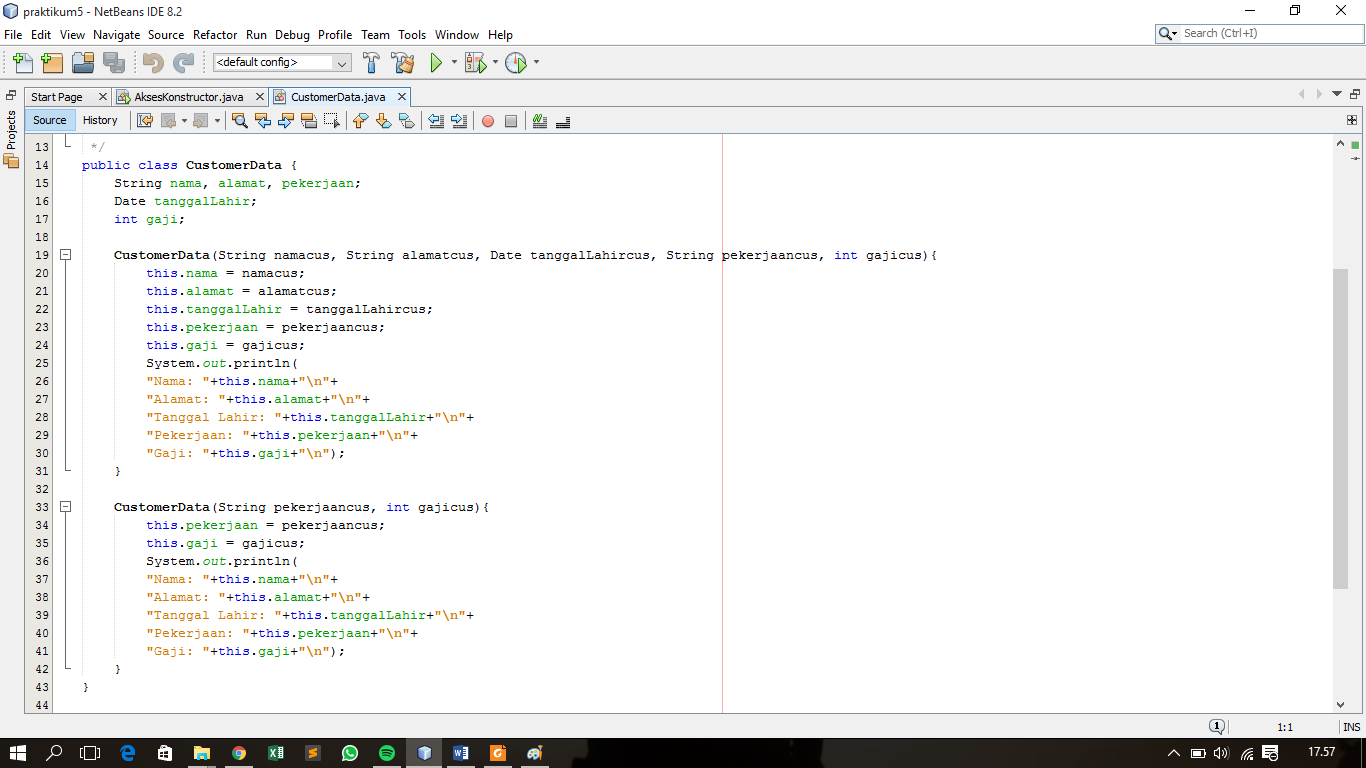 praktikum5 - NetBeans IDE 8.2
File Edit View Navigate Source Refactor Run Debug Profile Team Tools Window Help
Search (Ctrl+I)
<default config>
Start Page AksesKonstructor.java CustomerData.java
Projects
Source History
13 */
14 public class CustomerData {
15 String nama, alamat, pekerjaan;
16 Date tanggalLahir;
17 int gaji;
18
19 CustomerData(String namacus, String alamatcus, Date tanggalLahircus, String pekerjaancus, int gajicus){
20 this.nama = namacus;
21 this.alamat = alamatcus;
22 this.tanggalLahir = tanggalLahircus;
23 this.pekerjaan = pekerjaancus;
24 this.gaji = gajicus;
25 System.out.println(
26 "Nama: "+this.nama+"\n"+
27 "Alamat: "+this.alamat+"\n"+
28 "Tanggal Lahir: "+this.tanggalLahir+"\n"+
29 "Pekerjaan: "+this.pekerjaan+"\n"+
30 "Gaji: "+this.gaji+"\n");
31 }
32
33 CustomerData(String pekerjaancus, int gajicus){
34 this.pekerjaan = pekerjaancus;
35 this.gaji = gajicus;
36 System.out.println(
37 "Nama: "+this.nama+"\n"+
38 "Alamat: "+this.alamat+"\n"+
39 "Tanggal Lahir: "+this.tanggalLahir+"\n"+
40 "Pekerjaan: "+this.pekerjaan+"\n"+
41 "Gaji: "+this.gaji+"\n");
42 }
43 }
44
1 1:1 INS
17.57